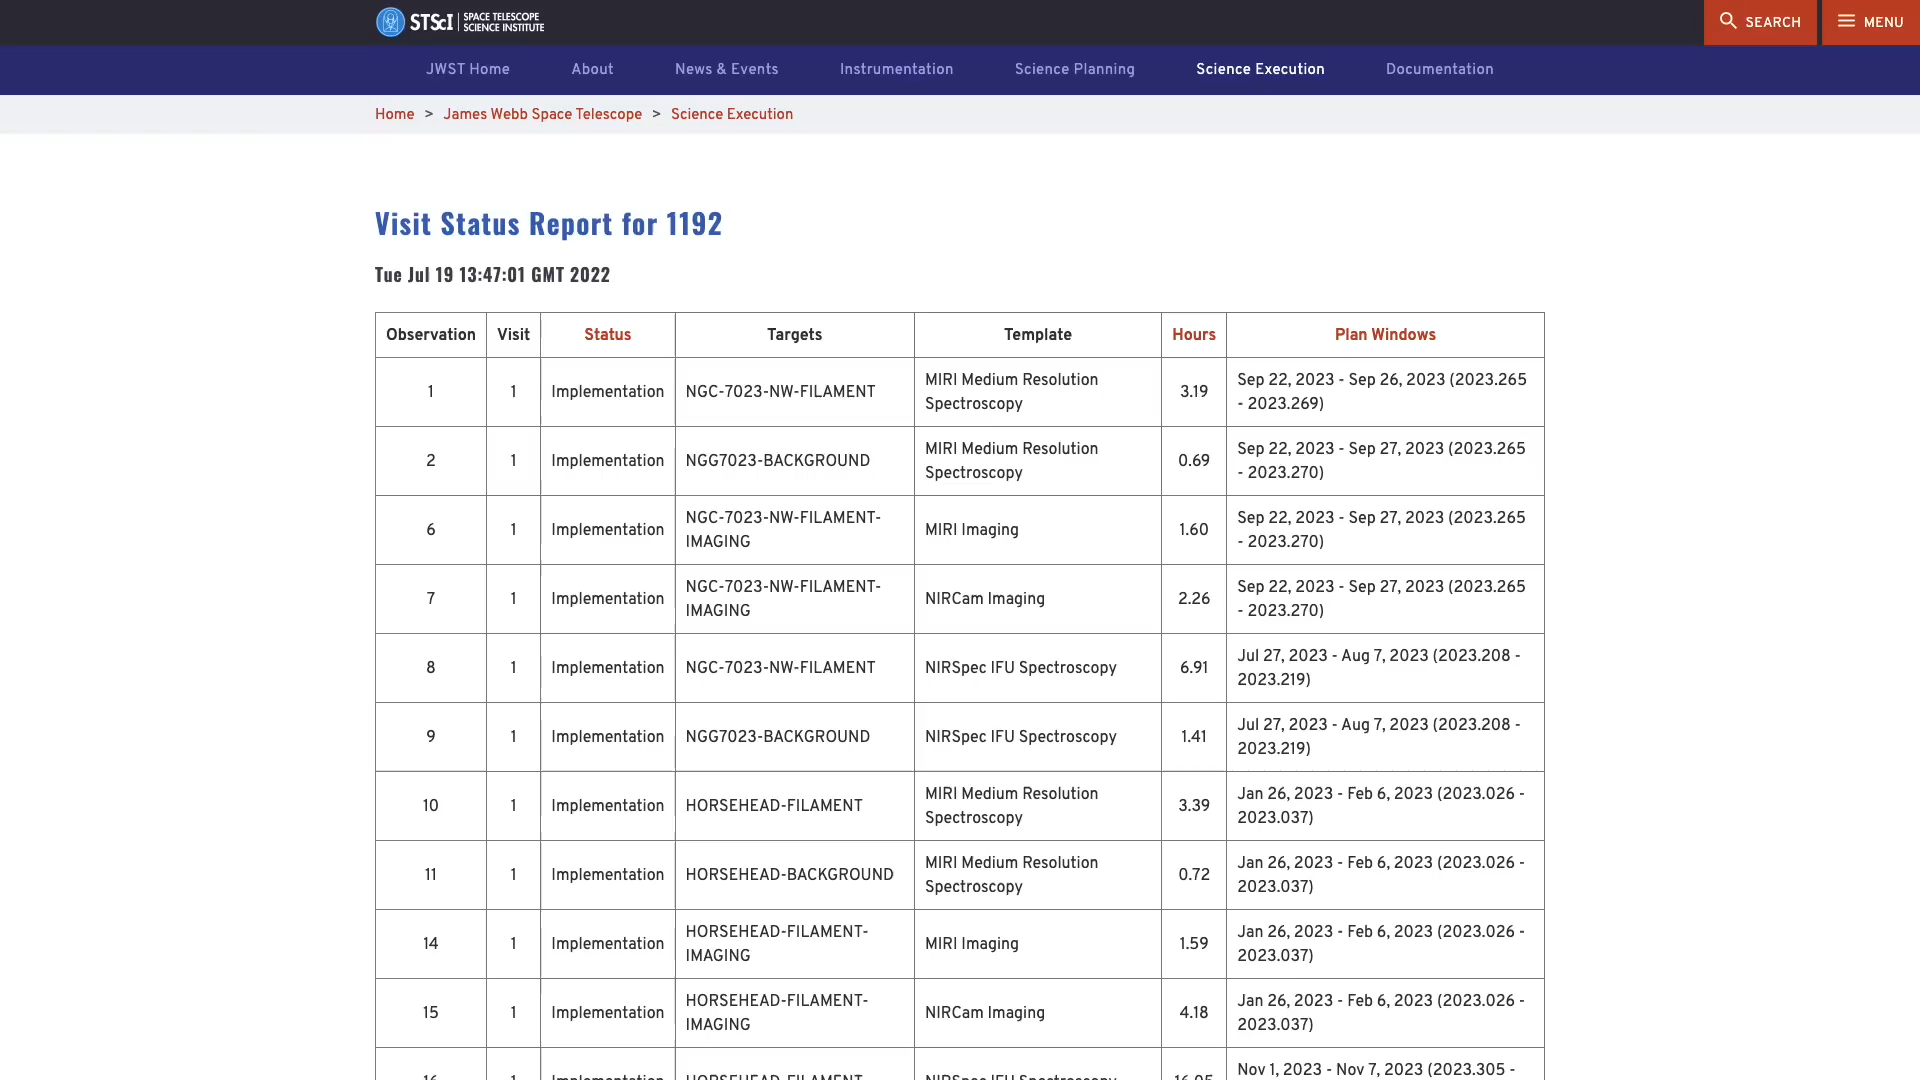 STScI SPACE TELESCOPE
SCIENCE INSTITUTE
SEARCH MENU
JWST Home About News & Events Instrumentation Science Planning Science Execution Documentation
Home > James Webb Space Telescope > Science Execution
Visit Status Report for 1192
Tue Jul 19 13:47:01 GMT 2022
Observation Visit Status Targets Template Hours Plan Windows
1 1 Implementation NGC-7023-NW-FILAMENT MIRI Medium Resolution
Spectroscopy 3.19 Sep 22, 2023 - Sep 26, 2023 (2023.265
- 2023.269)
2 1 Implementation NGG7023-BACKGROUND MIRI Medium Resolution
Spectroscopy 0.69 Sep 22, 2023 - Sep 27, 2023 (2023.265
- 2023.270)
6 1 Implementation NGC-7023-NW-FILAMENT-
IMAGING MIRI Imaging 1.60 Sep 22, 2023 - Sep 27, 2023 (2023.265
- 2023.270)
7 1 Implementation NGC-7023-NW-FILAMENT-
IMAGING NIRCam Imaging 2.26 Sep 22, 2023 - Sep 27, 2023 (2023.265
- 2023.270)
8 1 Implementation NGC-7023-NW-FILAMENT NIRSpec IFU Spectroscopy 6.91 Jul 27, 2023 - Aug 7, 2023 (2023.208 -
2023.219)
9 1 Implementation NGG7023-BACKGROUND NIRSpec IFU Spectroscopy 1.41 Jul 27, 2023 - Aug 7, 2023 (2023.208 -
2023.219)
10 1 Implementation HORSEHEAD-FILAMENT MIRI Medium Resolution
Spectroscopy 3.39 Jan 26, 2023 - Feb 6, 2023 (2023.026 -
2023.037)
11 1 Implementation HORSEHEAD-BACKGROUND MIRI Medium Resolution
Spectroscopy 0.72 Jan 26, 2023 - Feb 6, 2023 (2023.026 -
2023.037)
14 1 Implementation HORSEHEAD-FILAMENT-
IMAGING MIRI Imaging 1.59 Jan 26, 2023 - Feb 6, 2023 (2023.026 -
2023.037)
15 1 Implementation HORSEHEAD-FILAMENT-
IMAGING NIRCam Imaging 4.18 Jan 26, 2023 - Feb 6, 2023 (2023.026 -
2023.037)
16 1 Implementation HORSEHEAD-FILAMENT NIRSpec IFU Spectroscopy Nov 1, 2023 - Nov 7, 2023 (2023.305 -